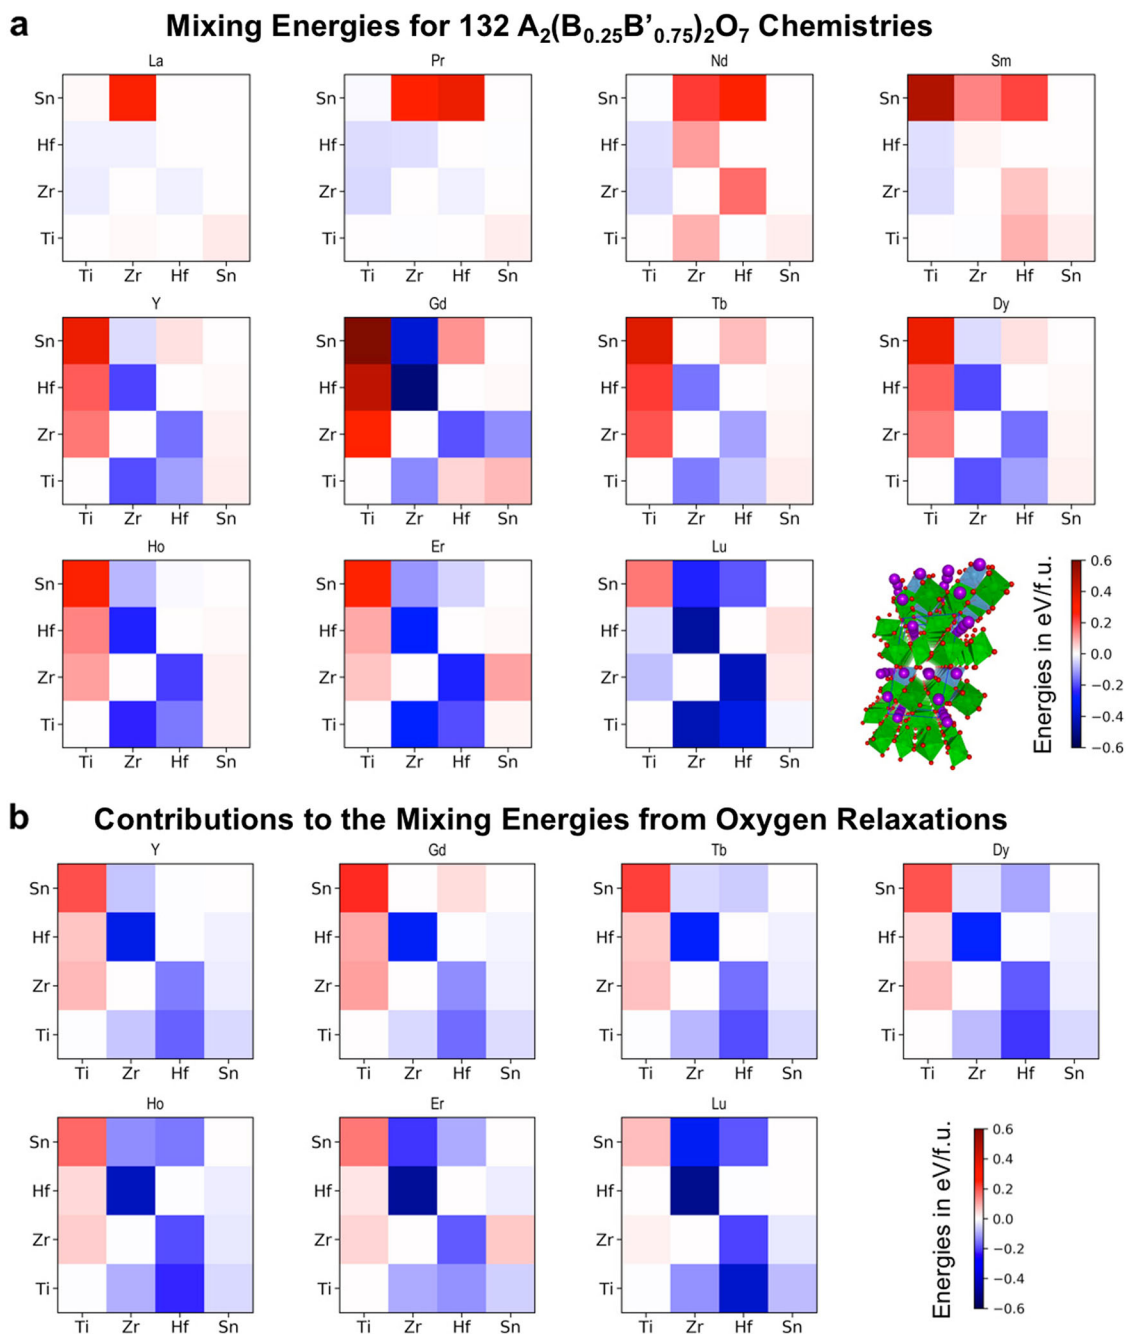 a Mixing Energies for 132 A₂(B₀.₂₅B’₀.₇₅)₂O₇ Chemistries
La Pr Nd Sm
Sn Sn Sn Sn
Hf Hf Hf Hf
Zr Zr Zr Zr
Ti Ti Ti Ti
Ti Zr Hf Sn Ti Zr Hf Sn Ti Zr Hf Sn Ti Zr Hf Sn
Y Gd Tb Dy
Sn Sn Sn Sn
Hf Hf Hf Hf
Zr Zr Zr Zr
Ti Ti Ti Ti
Ti Zr Hf Sn Ti Zr Hf Sn Ti Zr Hf Sn Ti Zr Hf Sn
Ho Er Lu
Sn Sn Sn
Hf Hf Hf
Zr Zr Zr
Ti Ti Ti
Ti Zr Hf Sn Ti Zr Hf Sn Ti Zr Hf Sn
Energies in eV/f.u.
0.6
0.4
0.2
0.0
−0.2
−0.4
−0.6
b Contributions to the Mixing Energies from Oxygen Relaxations
Y Gd Tb Dy
Sn Sn Sn Sn
Hf Hf Hf Hf
Zr Zr Zr Zr
Ti Ti Ti Ti
Ti Zr Hf Sn Ti Zr Hf Sn Ti Zr Hf Sn Ti Zr Hf Sn
Ho Er Lu
Sn Sn Sn
Hf Hf Hf
Zr Zr Zr
Ti Ti Ti
Ti Zr Hf Sn Ti Zr Hf Sn Ti Zr Hf Sn
Energies in eV/f.u.
0.6
0.4
0.2
0.0
−0.2
−0.4
−0.6